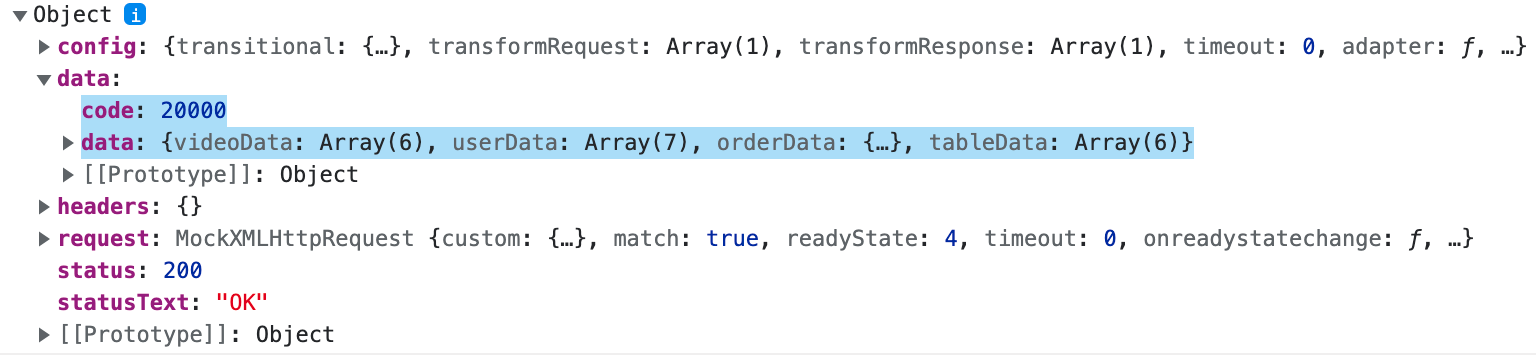 ▼Object i
▶config: {transitional: {…}, transformRequest: Array(1), transformResponse: Array(1), timeout: 0, adapter: ƒ, …}
▼data:
code: 20000
▶data: {videoData: Array(6), userData: Array(7), orderData: {…}, tableData: Array(6)}
▶[[Prototype]]: Object
▶headers: {}
▶request: MockXMLHttpRequest {custom: {…}, match: true, readyState: 4, timeout: 0, onreadystatechange: ƒ, …}
status: 200
statusText: "OK"
▶[[Prototype]]: Object